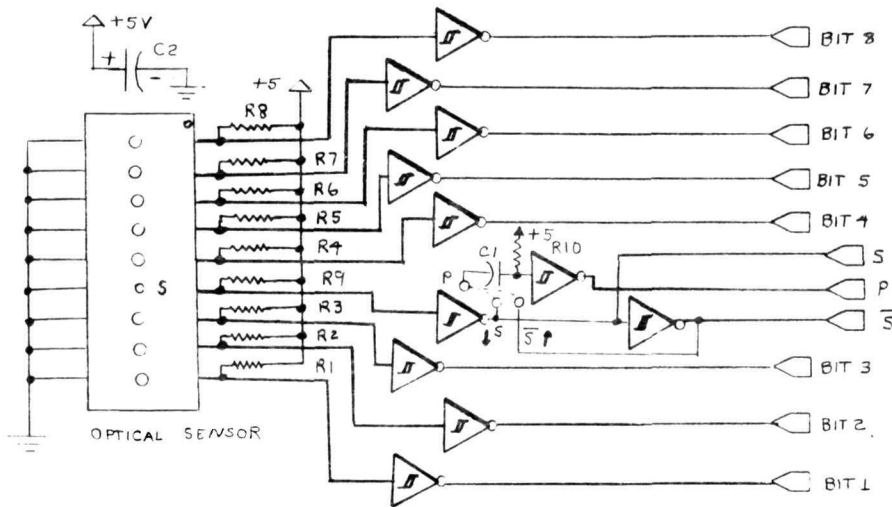 +5V
+ C2
-
BIT 8
+5
R8
BIT 7
R7
BIT 6
R6
BIT 5
R5
BIT 4
R4
+5
C1
R10
S
P
S
R9
P
S
S̅
S̅
R3
R2
BIT 3
R1
BIT 2
OPTICAL SENSOR
BIT 1